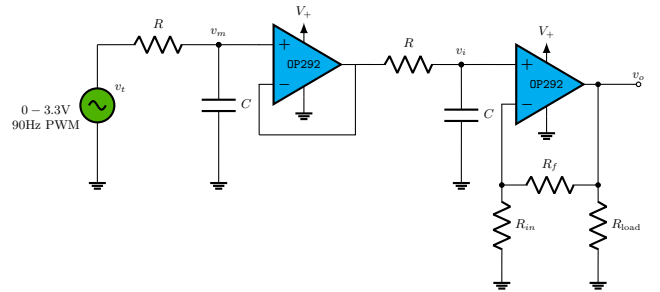 R
v_m
V_+
+
OP292
−
v_t
0 − 3.3V
90Hz PWM
C
R
v_i
V_+
+
OP292
−
v_o
C
R_f
R_in
R_load